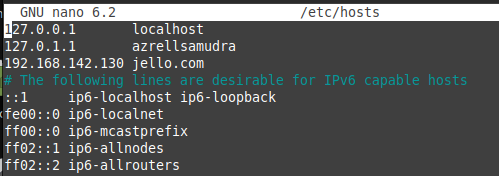 GNU nano 6.2 /etc/hosts
127.0.0.1 localhost
127.0.1.1 azrellsamudra
192.168.142.130 jello.com
# The following lines are desirable for IPv6 capable hosts
::1 ip6-localhost ip6-loopback
fe00::0 ip6-localnet
ff00::0 ip6-mcastprefix
ff02::1 ip6-allnodes
ff02::2 ip6-allrouters